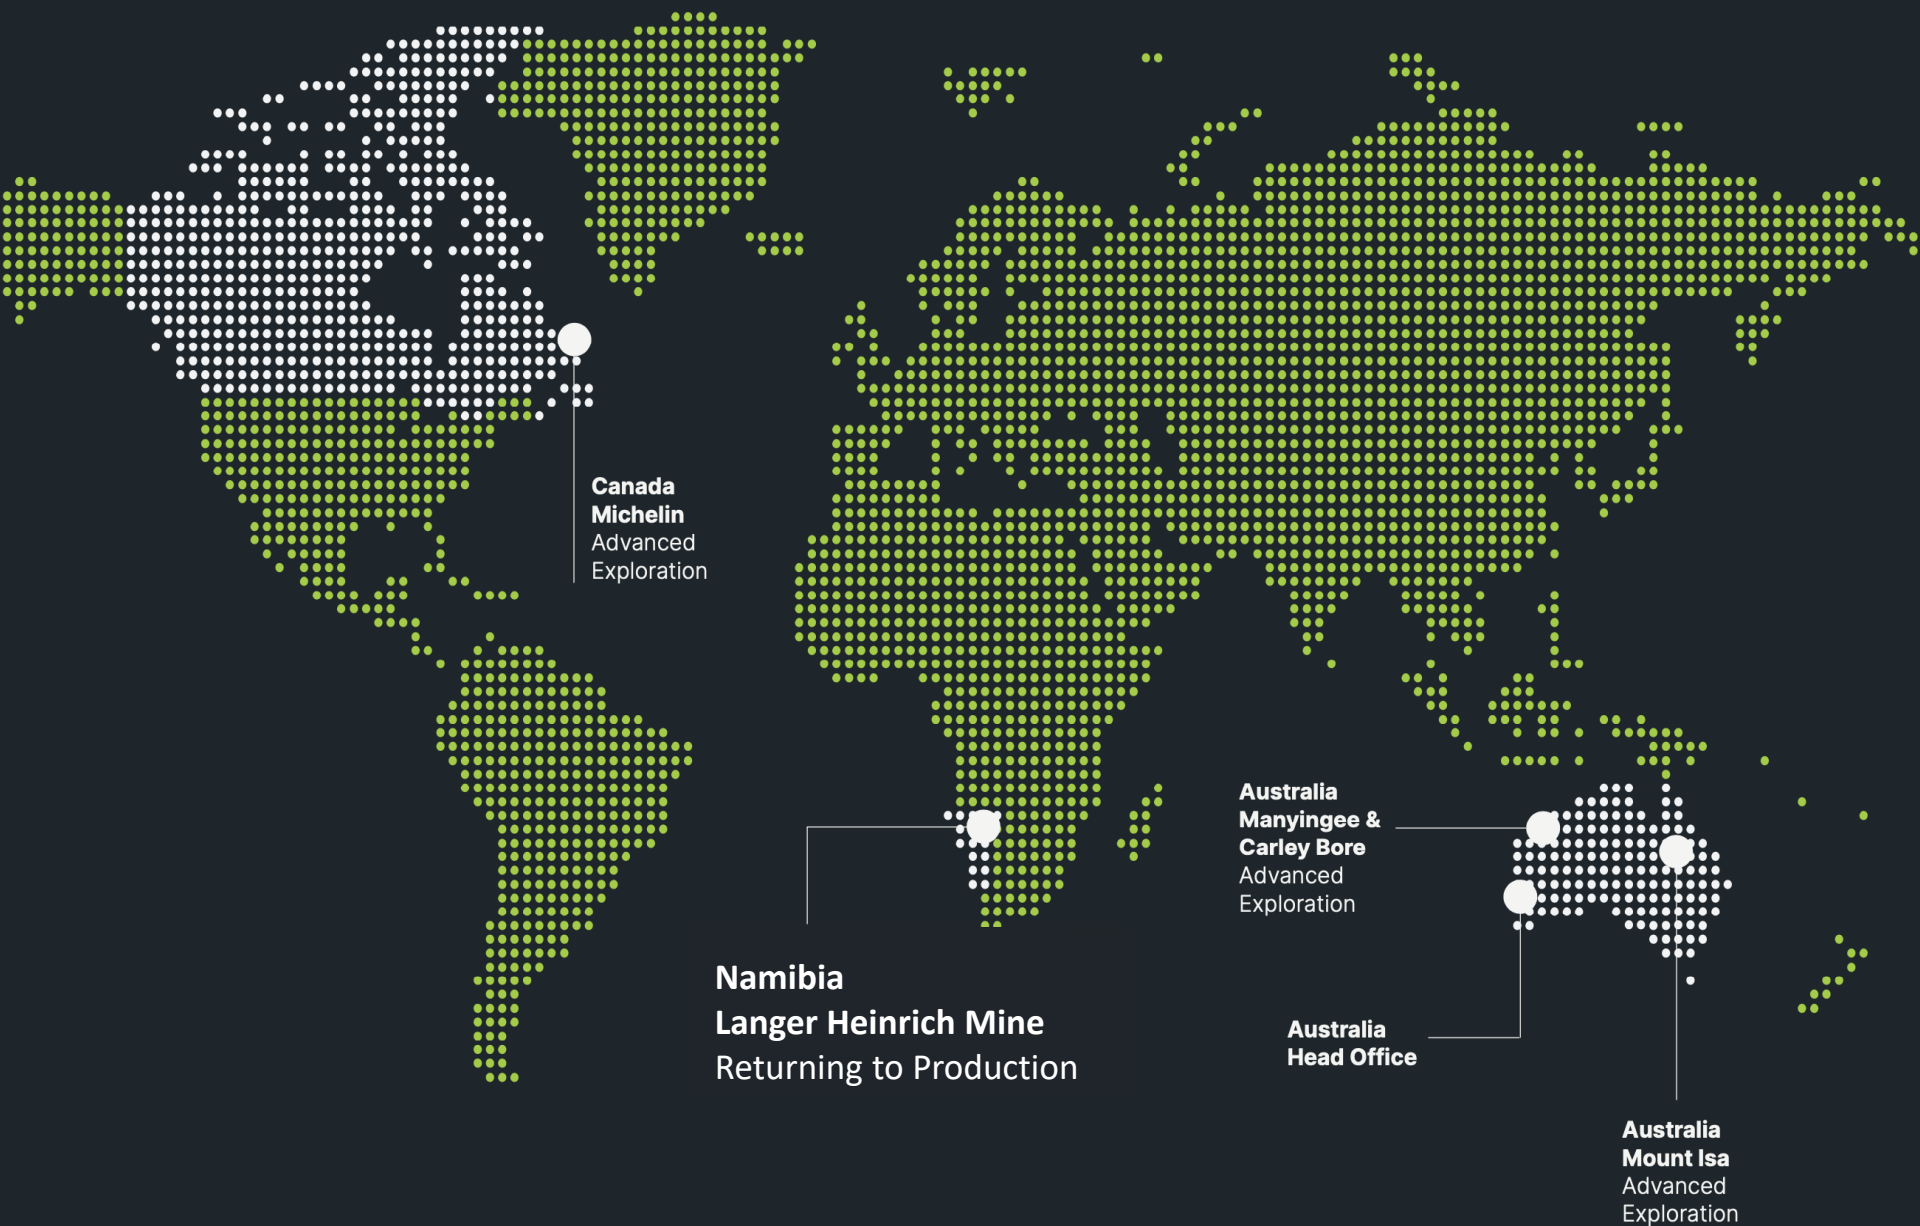 Canada
Michelin
Advanced
Exploration
Australia
Manyingee &
Carley Bore
Advanced
Exploration
Namibia
Langer Heinrich Mine
Returning to Production
Australia
Head Office
Australia
Mount Isa
Advanced
Exploration